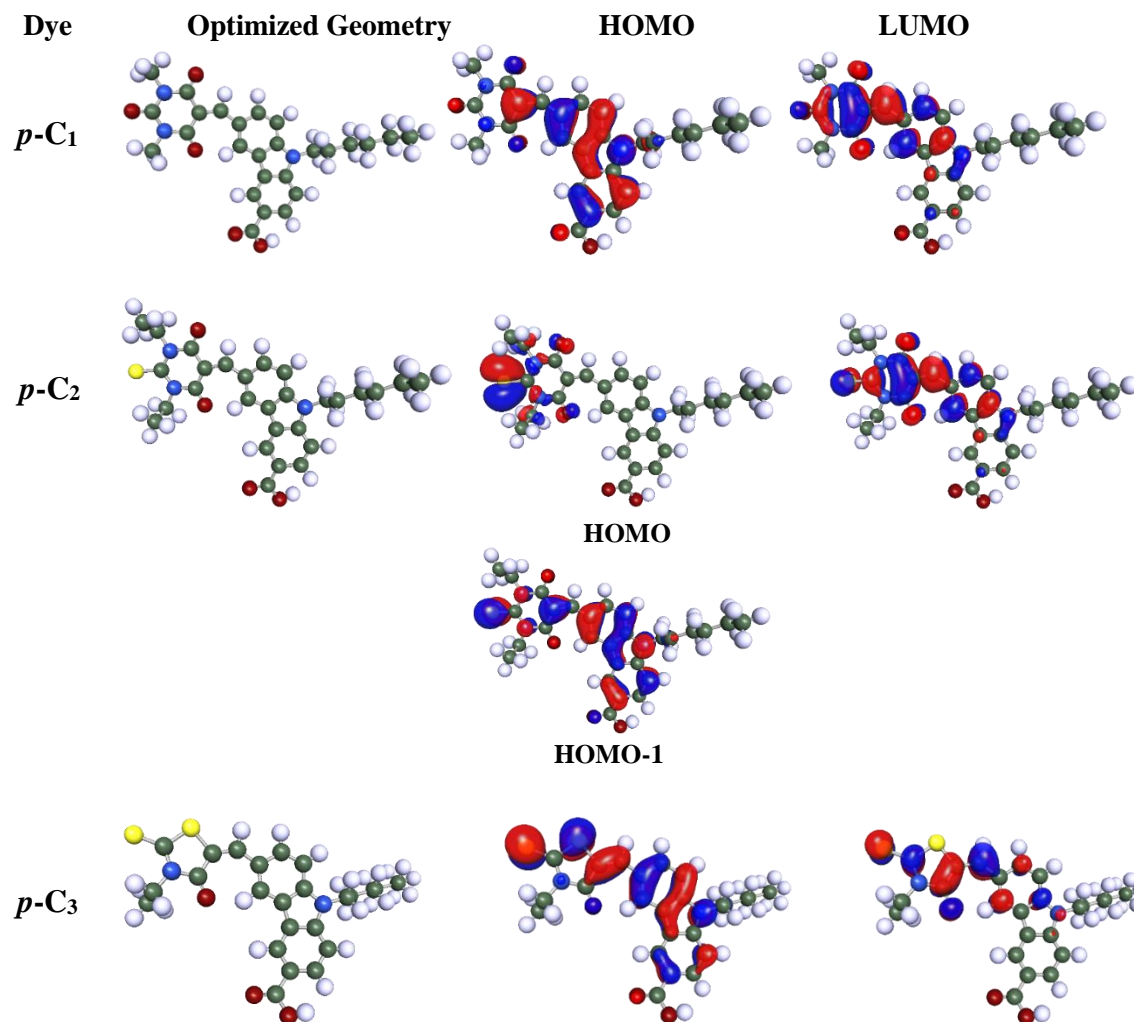 Dye Optimized Geometry HOMO LUMO
p-C₁
p-C₂
HOMO
HOMO-1
p-C₃